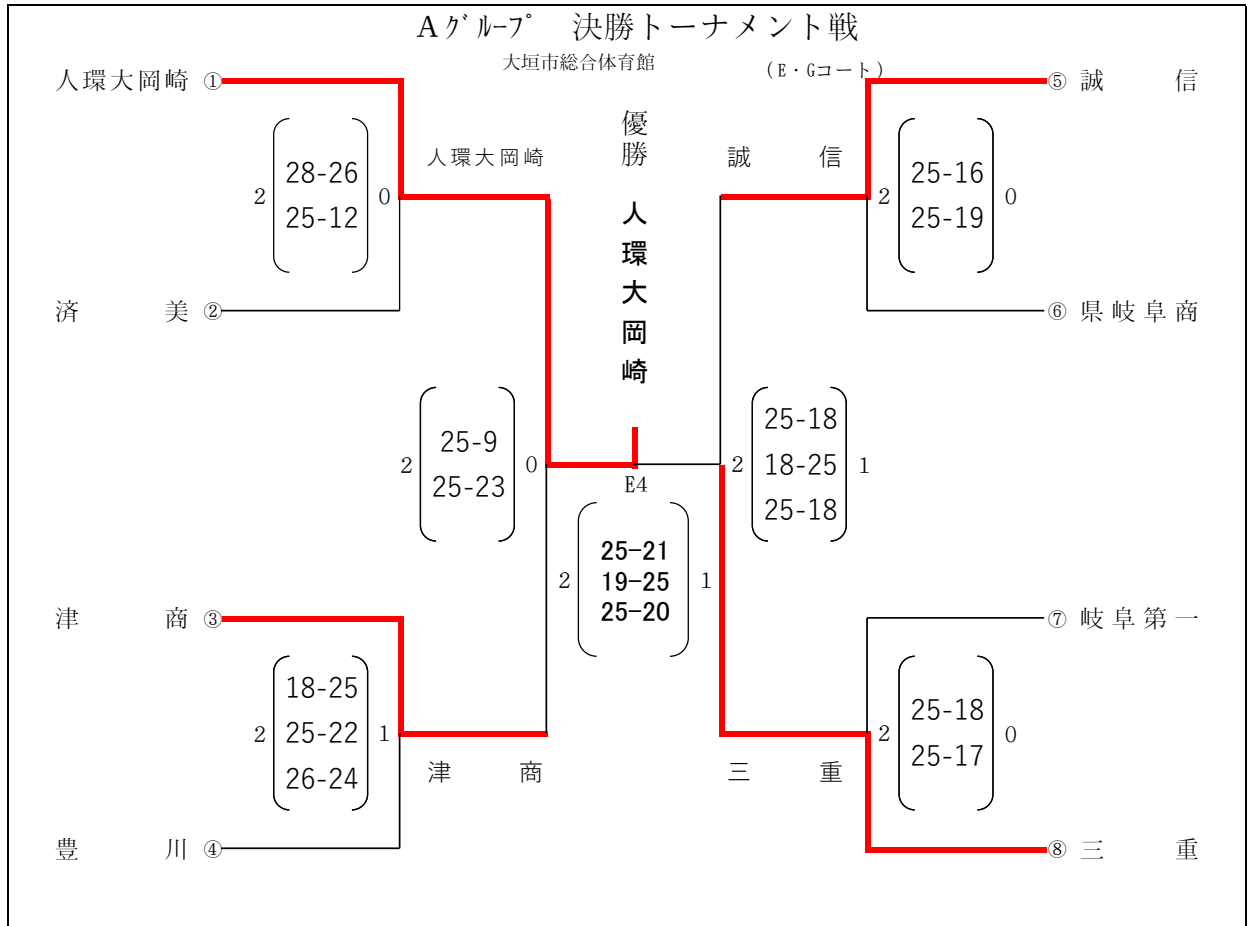 Aグループ 決勝トーナメント戦
大垣市総合体育館 (E・Gコート)
人環大岡崎 ①
⑤ 誠 信
優勝
人環大岡崎
人環大岡崎
誠 信
2 28-26 0
25-12
2 25-16 0
25-19
済 美 ②
⑥ 県岐阜商
2 25-9 0
25-23
2 25-18 1
18-25
25-18
E4
2 25-21 1
19-25
25-20
津 商 ③
⑦ 岐阜第一
2 18-25 1
25-22
26-24
2 25-18 0
25-17
津 商
三 重
豊 川 ④
⑧ 三 重